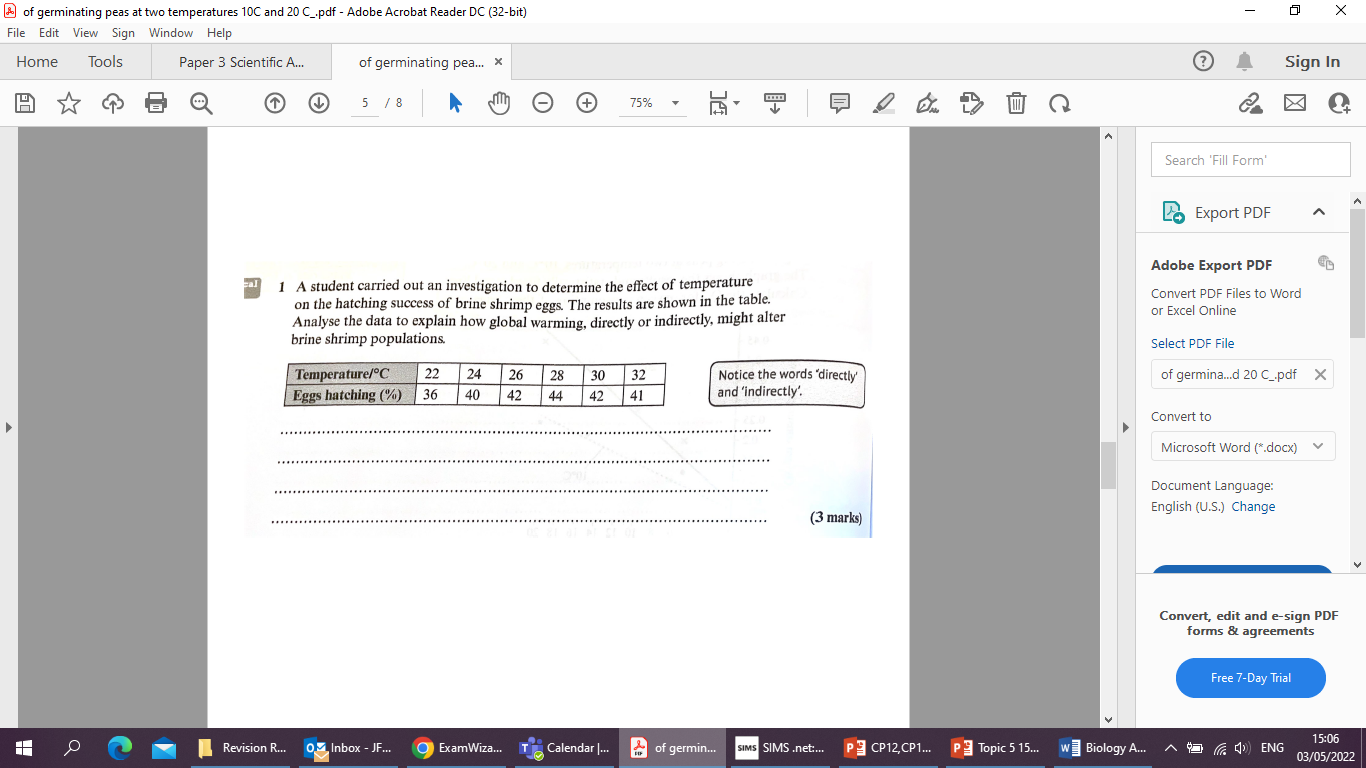 of germinating peas at two temperatures 10C and 20 C_.pdf - Adobe Acrobat Reader DC (32-bit)
File Edit View Sign Window Help
Home Tools Paper 3 Scientific A... of germinating pea... ×
Sign In
5 / 8 75%
Search 'Fill Form'
Export PDF
Adobe Export PDF
Convert PDF Files to Word
or Excel Online
Select PDF File
of germina...d 20 C_.pdf
Convert to
Microsoft Word (*.docx)
Document Language:
English (U.S.) Change
Convert, edit and e-sign PDF
forms & agreements
Free 7-Day Trial
1 A student carried out an investigation to determine the effect of temperature
on the hatching success of brine shrimp eggs. The results are shown in the table.
Analyse the data to explain how global warming, directly or indirectly, might alter
brine shrimp populations.
Temperature/°C 22 24 26 28 30 32
Eggs hatching (%) 36 40 42 44 42 41
Notice the words 'directly'
and 'indirectly'.
(3 marks)
Revision R... Inbox - JF... ExamWiza... Calendar |... of germin... SIMS SIMS .net:... CP12,CP1... Topic 5 15... Biology A... ENG
15:06
03/05/2022